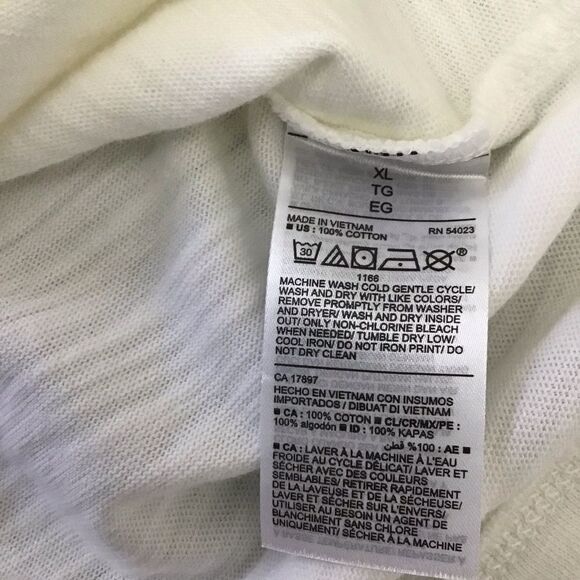 XL
TG
EG
MADE IN VIETNAM
■ US : 100% COTTON RN 54023
30
1166
MACHINE WASH COLD GENTLE CYCLE/
WASH AND DRY WITH LIKE COLORS/
REMOVE PROMPTLY FROM WASHER
AND DRYER/ WASH AND DRY INSIDE
OUT/ ONLY NON-CHLORINE BLEACH
WHEN NEEDED/ TUMBLE DRY LOW/
COOL IRON/ DO NOT IRON PRINT/ DO
NOT DRY CLEAN
CA 17897
HECHO EN VIETNAM CON INSUMOS
IMPORTADOS / DIBUAT DI VIETNAM
■ CA : 100% COTON ■ CL/CR/MX/PE :
100% algodón ■ ID : 100% KAPAS
■ AE : 100% قطن
■ CA : LAVER À LA MACHINE À L'EAU
FROIDE AU CYCLE DÉLICAT/ LAVER ET
SÉCHER AVEC DES COULEURS
SEMBLABLES/ RETIRER RAPIDEMENT
DE LA LAVEUSE ET DE LA SÉCHEUSE/
LAVER ET SÉCHER SUR L'ENVERS/
UTILISER AU BESOIN UN AGENT DE
BLANCHIMENT SANS CHLORE
UNIQUEMENT/ SÉCHER À LA MACHINE